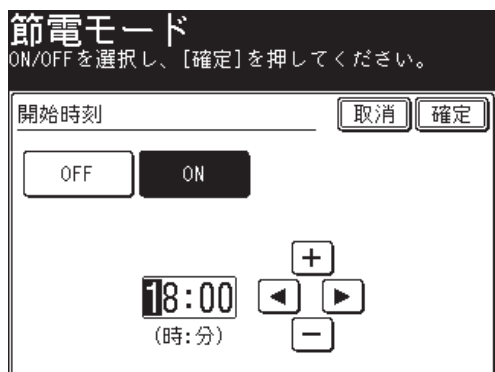 節電モード
ON/OFFを選択し、[確定]を押してください。
開始時刻 取消 確定
OFF ON
+
18:00 ◀ ▶
(時:分) −